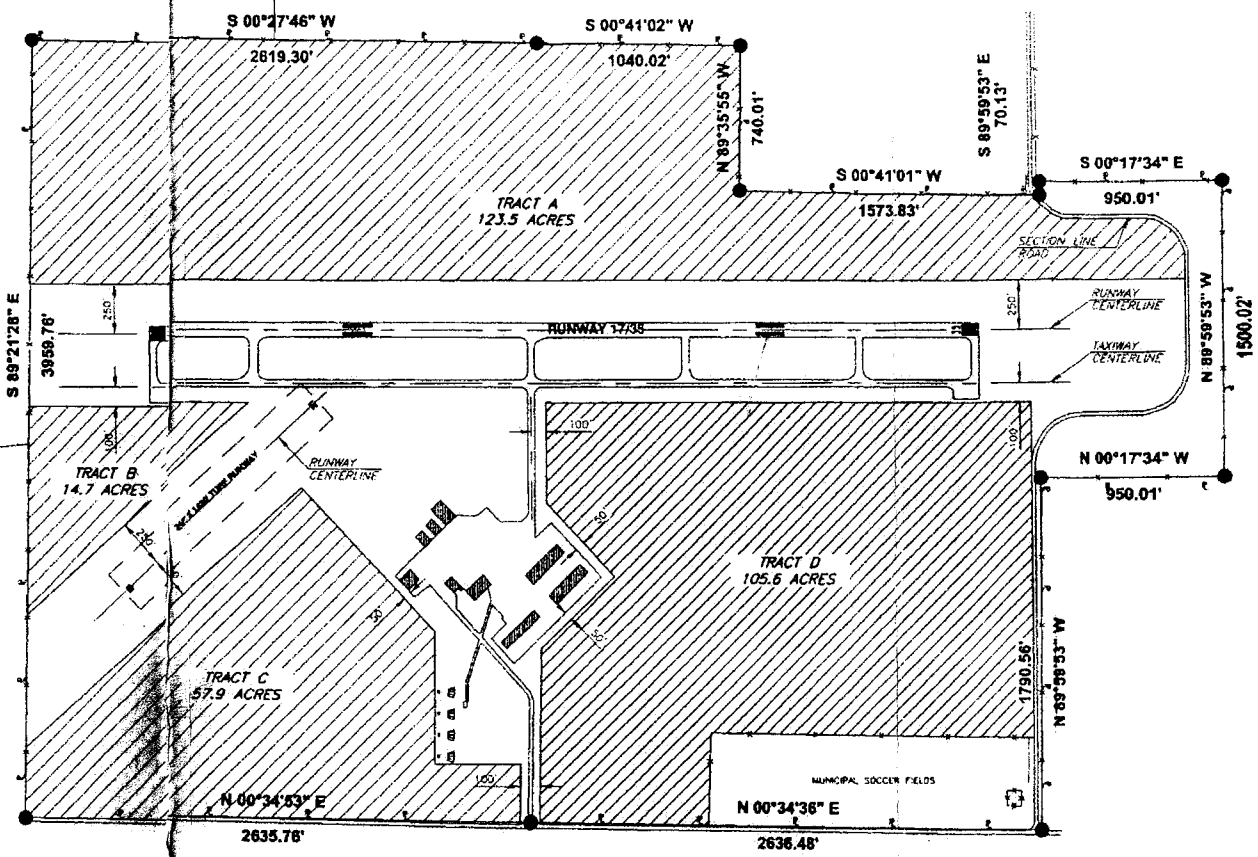 S 00°27'46" W
2619.30'
S 00°41'02" W
1040.02'
N 89°35'55" W
740.01'
S 89°59'53" E
70.13'
S 00°41'01" W
1573.83'
S 00°17'34" E
950.01'
TRACT A
123.5 ACRES
SECTION LINE
ROAD
S 89°21'28" E
3959.76'
250'
RUNWAY 17/35
250'
RUNWAY
CENTERLINE
TAXIWAY
CENTERLINE
N 89°59'53" W
1500.02'
100'
100'
100'
TRACT B
14.7 ACRES
TURF RUNWAY
RUNWAY
CENTERLINE
250'
N 00°17'34" W
950.01'
50'
50'
50'
TRACT D
105.6 ACRES
TRACT C
57.9 ACRES
1790.56'
N 89°59'53" W
100'
MUNICIPAL SOCCER FIELDS
N 00°34'53" E
2635.76'
N 00°34'36" E
2636.48'